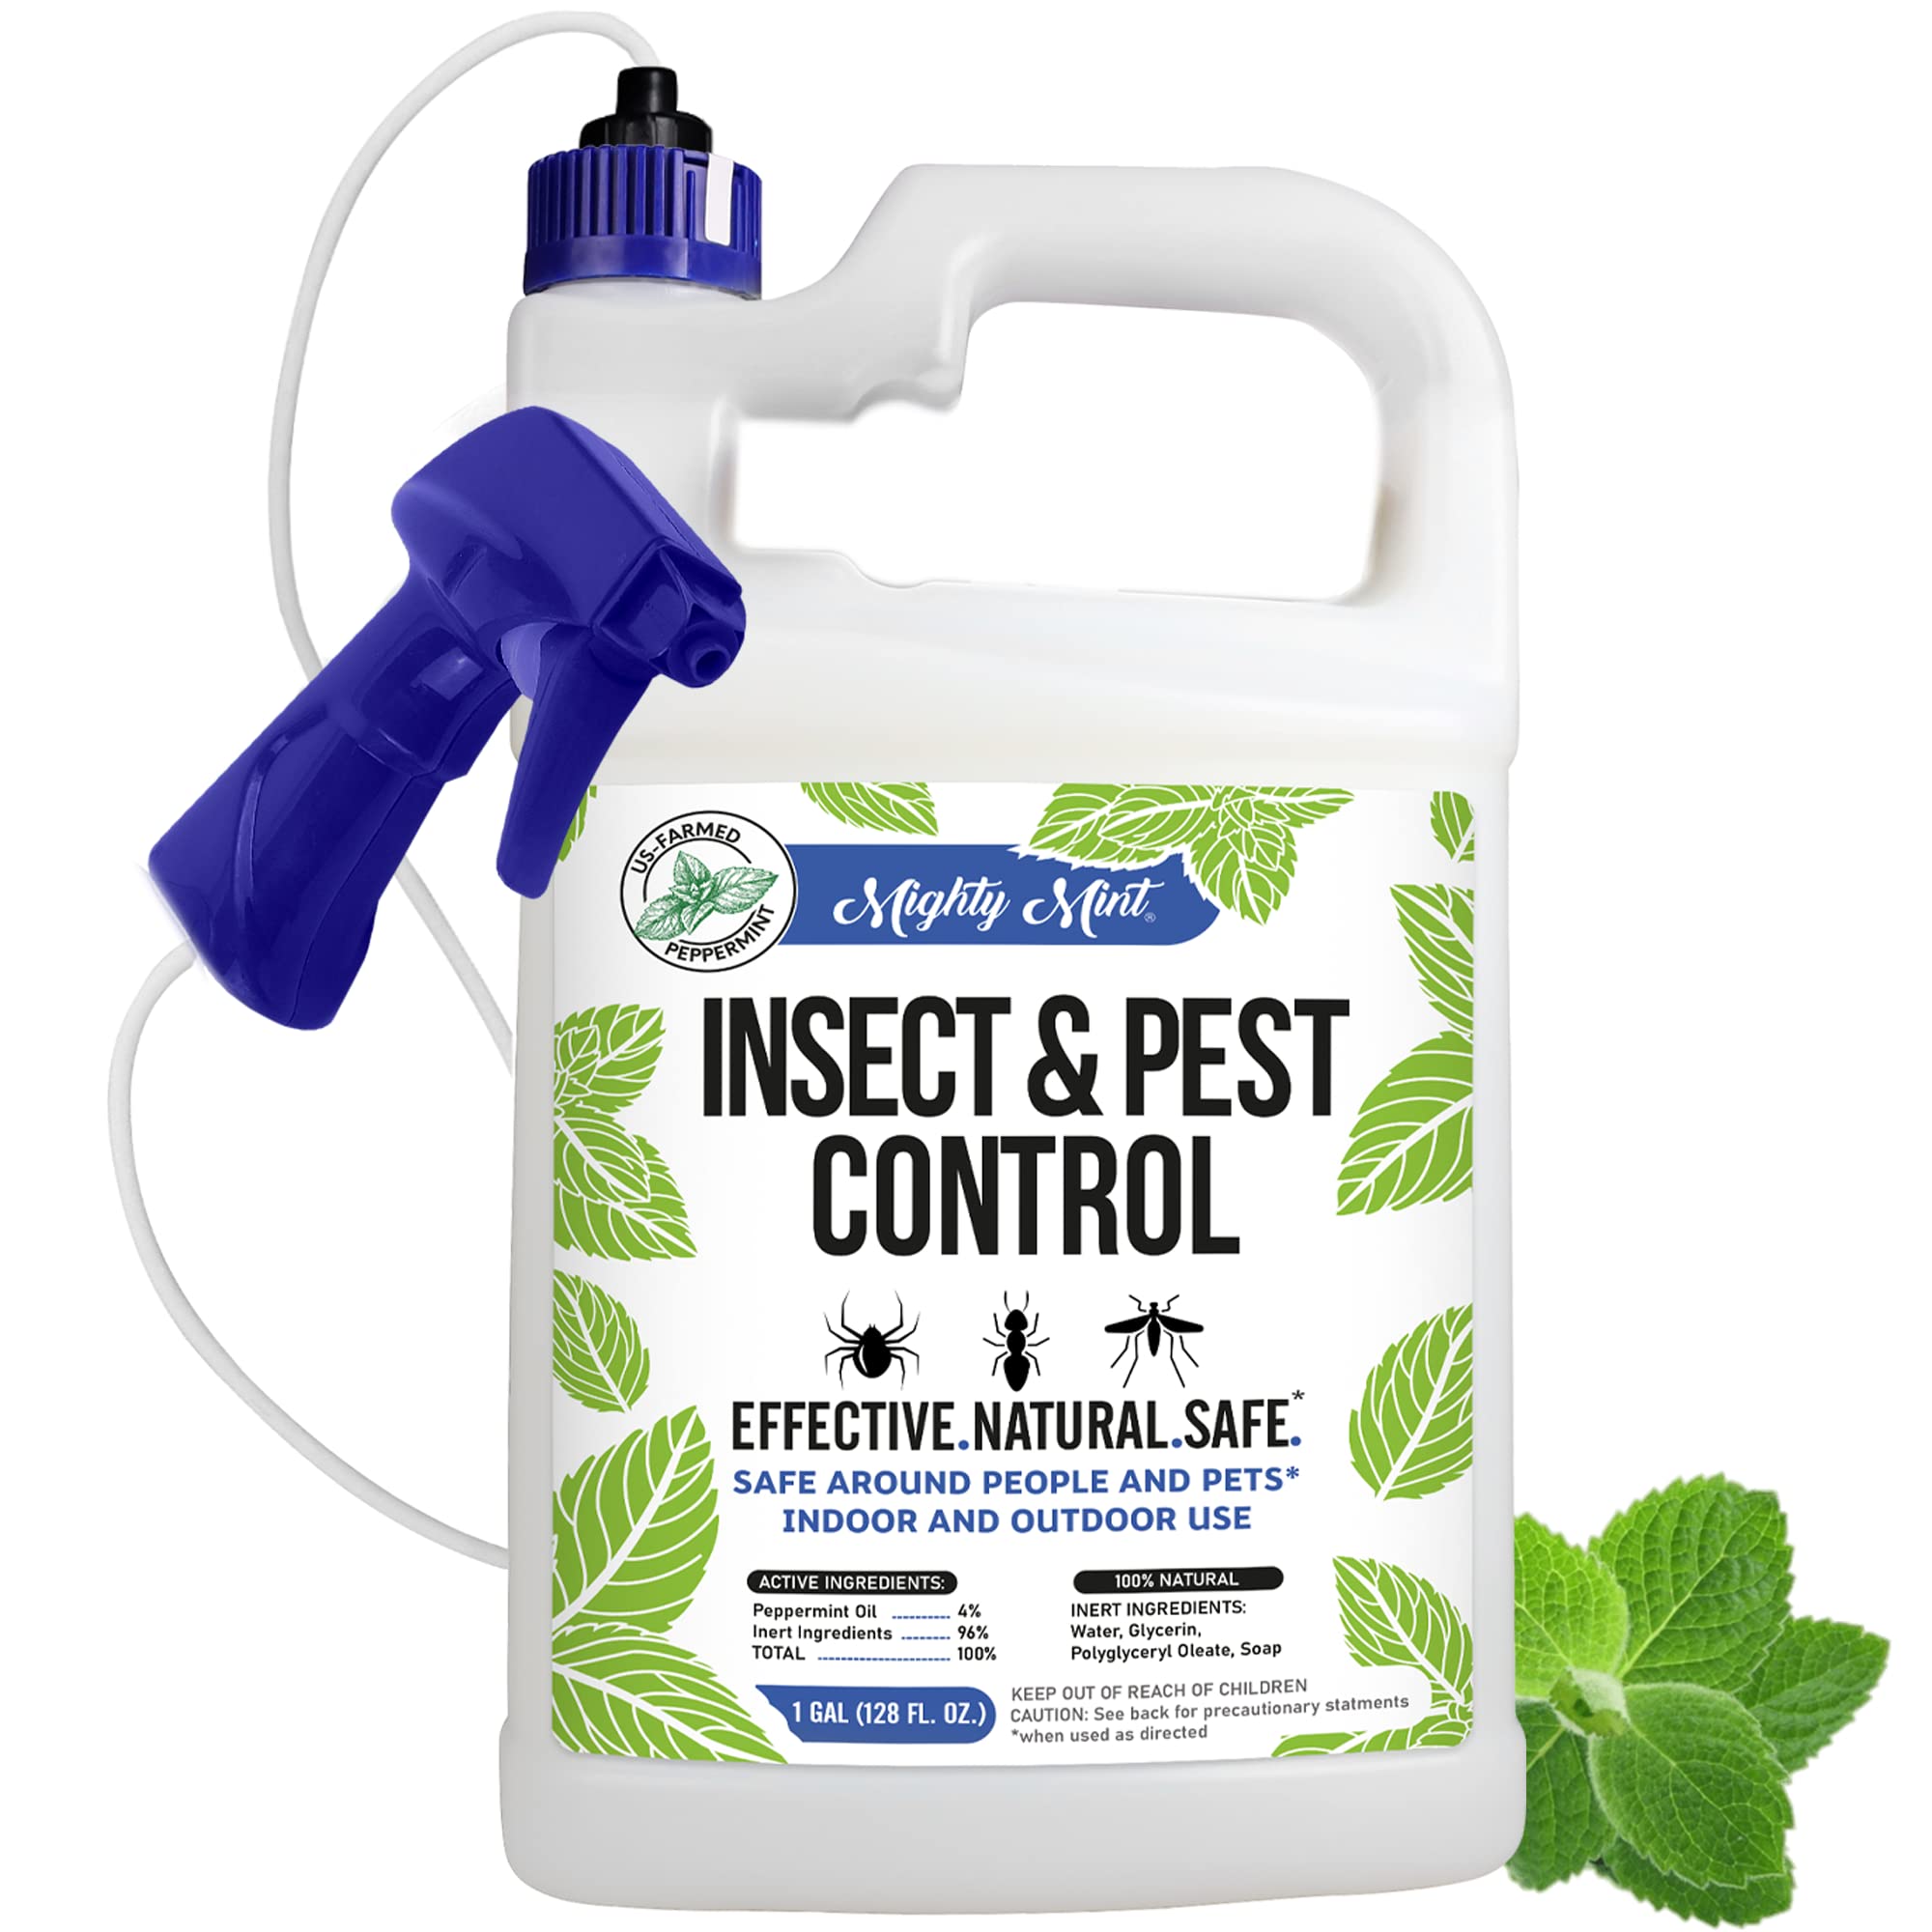 US-FARMED
PEPPERMINT
Mighty Mint®
INSECT & PEST
CONTROL
EFFECTIVE.NATURAL.SAFE.*
SAFE AROUND PEOPLE AND PETS*
INDOOR AND OUTDOOR USE
ACTIVE INGREDIENTS:
Peppermint Oil ............ 4%
Inert Ingredients .......... 96%
TOTAL ........................... 100%
100% NATURAL
INERT INGREDIENTS:
Water, Glycerin,
Polyglyceryl Oleate, Soap
1 GAL (128 FL. OZ.)
KEEP OUT OF REACH OF CHILDREN
CAUTION: See back for precautionary statments
*when used as directed